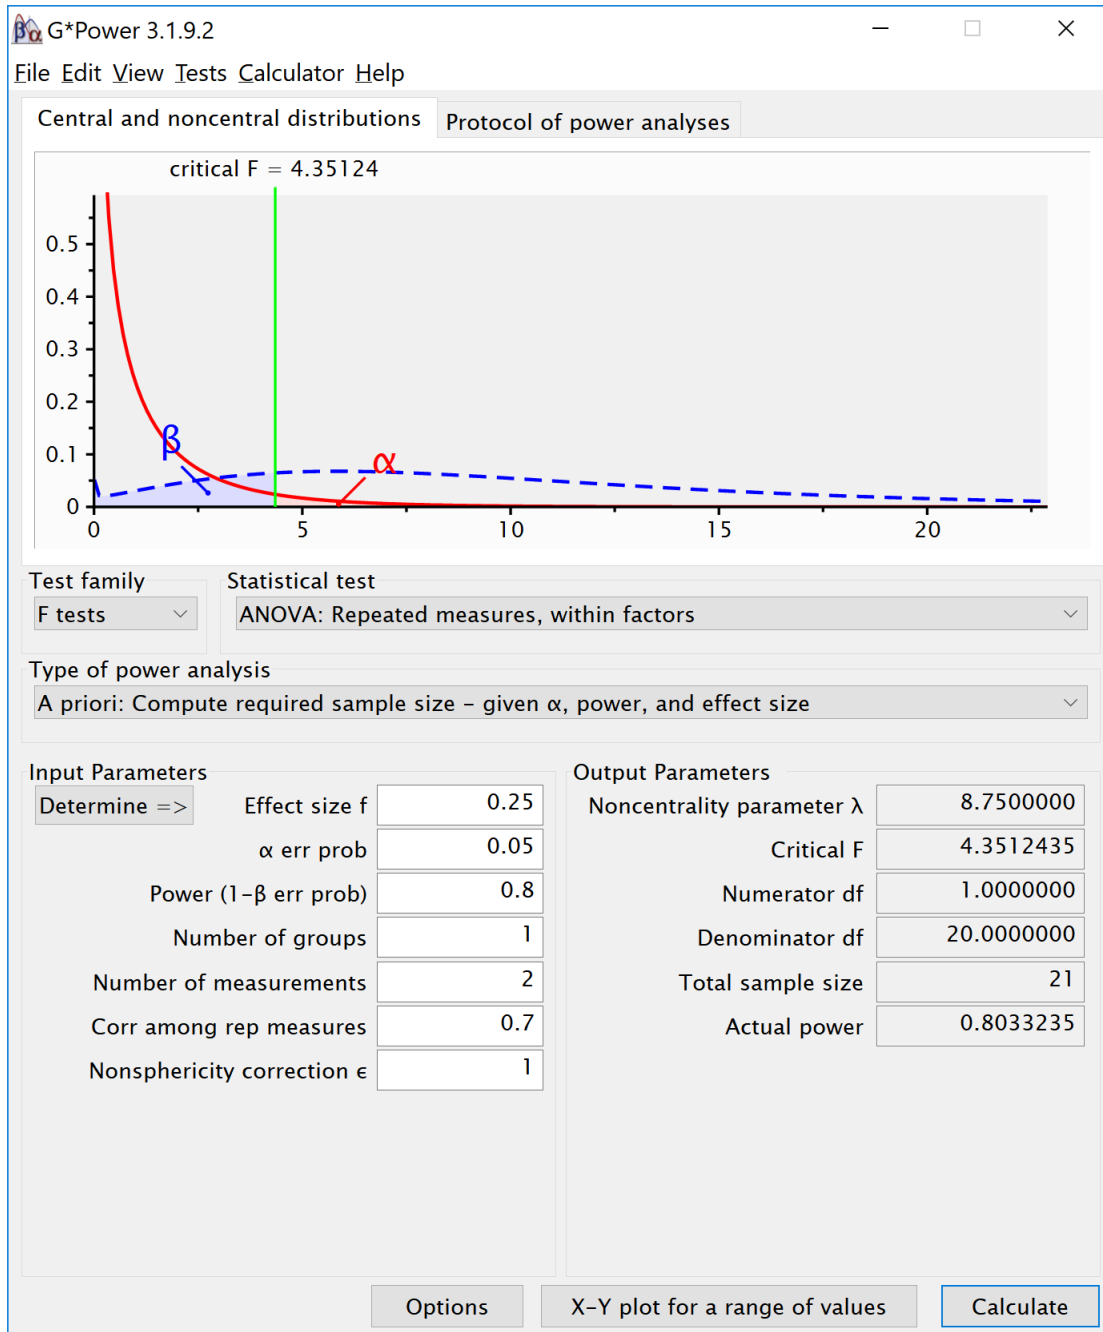 G*Power 3.1.9.2
File Edit View Tests Calculator Help
Central and noncentral distributions Protocol of power analyses
critical F = 4.35124
0.5
0.4
0.3
0.2
0.1
0
β
α
0 5 10 15 20
Test family Statistical test
F tests ANOVA: Repeated measures, within factors
Type of power analysis
A priori: Compute required sample size – given α, power, and effect size
Input Parameters Output Parameters
Determine => Effect size f 0.25 Noncentrality parameter λ 8.7500000
α err prob 0.05 Critical F 4.3512435
Power (1–β err prob) 0.8 Numerator df 1.0000000
Number of groups 1 Denominator df 20.0000000
Number of measurements 2 Total sample size 21
Corr among rep measures 0.7 Actual power 0.8033235
Nonsphericity correction ϵ 1
Options X–Y plot for a range of values Calculate